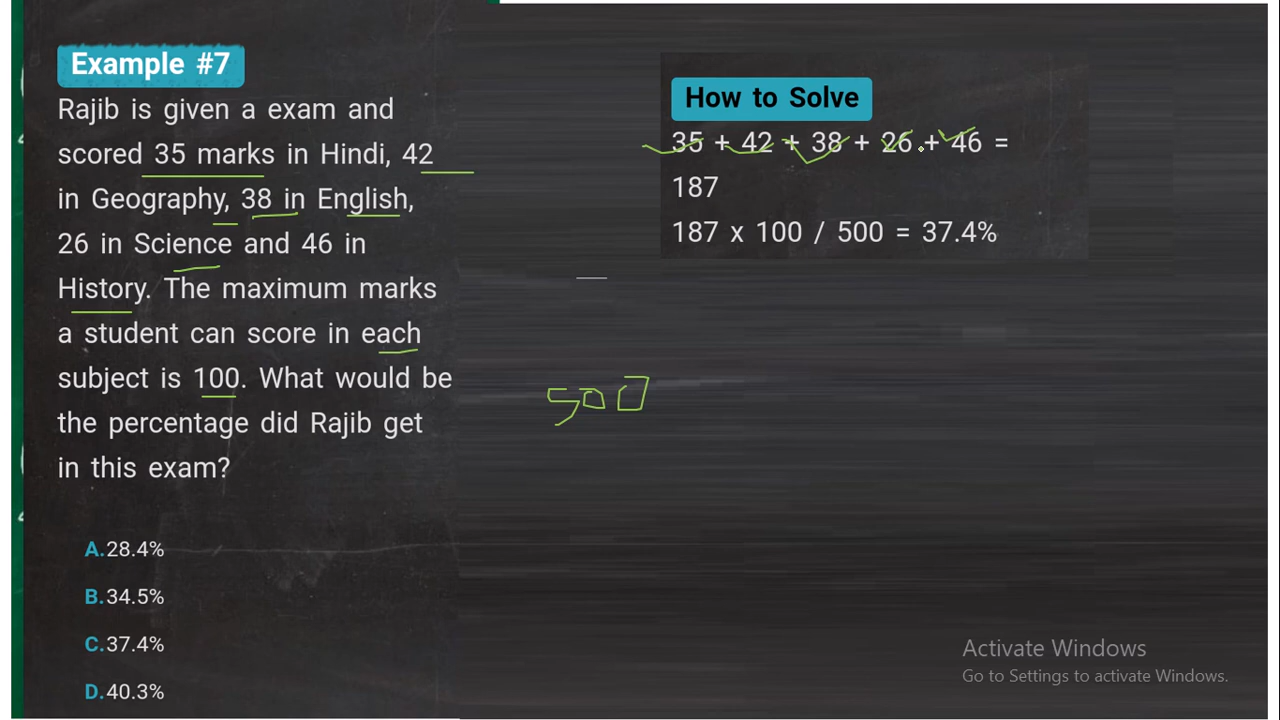 Example #7
Rajib is given a exam and
scored 35 marks in Hindi, 42
in Geography, 38 in English,
26 in Science and 46 in
History. The maximum marks
a student can score in each
subject is 100. What would be
the percentage did Rajib get
in this exam?
A.28.4%
B.34.5%
C.37.4%
D.40.3%
How to Solve
35 + 42 + 38 + 26 + 46 =
187
187 x 100 / 500 = 37.4%
500
Activate Windows
Go to Settings to activate Windows.